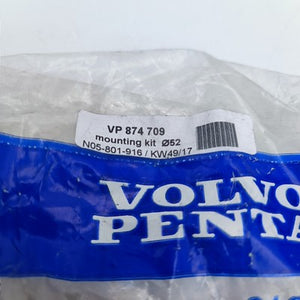 VP 874 709
mounting kit Ø52
N05-801-916 / KW49/17
VOLVO
PENTA